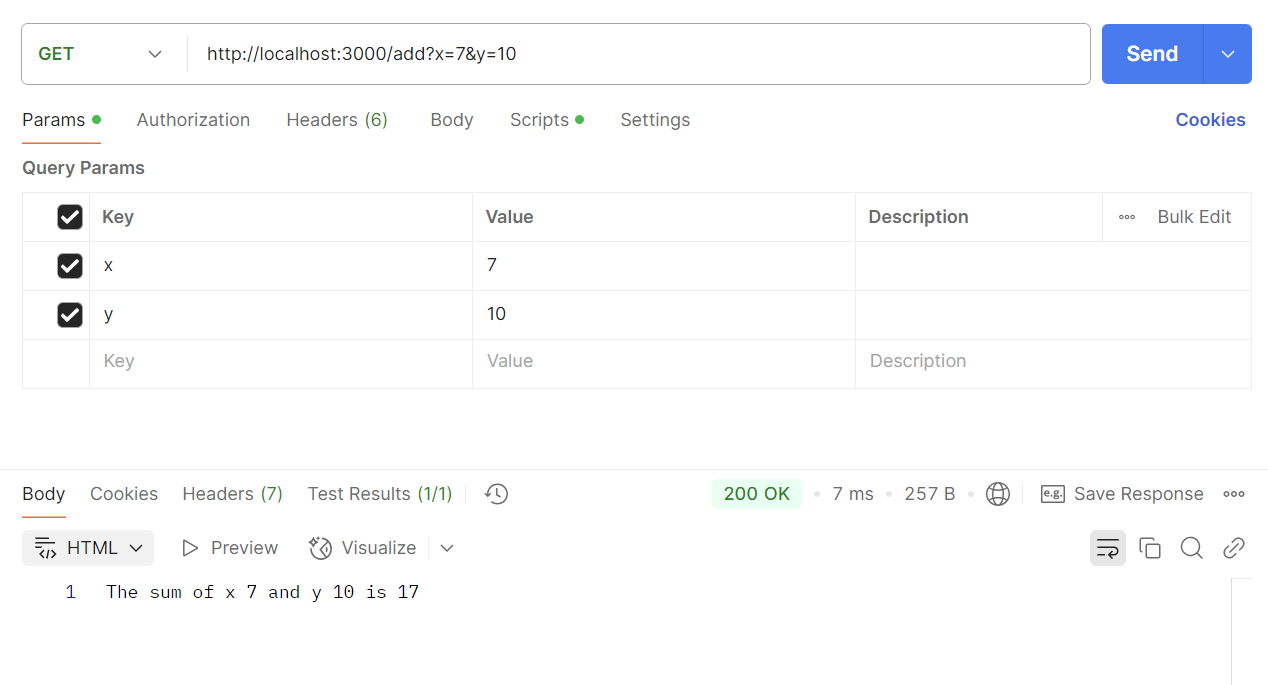 GET http://localhost:3000/add?x=7&y=10 Send
Params Authorization Headers (6) Body Scripts Settings Cookies
Query Params
Key Value Description Bulk Edit
x 7
y 10
Key Value Description
Body Cookies Headers (7) Test Results (1/1) 200 OK 7 ms 257 B e.g. Save Response
HTML Preview Visualize
1 The sum of x 7 and y 10 is 17